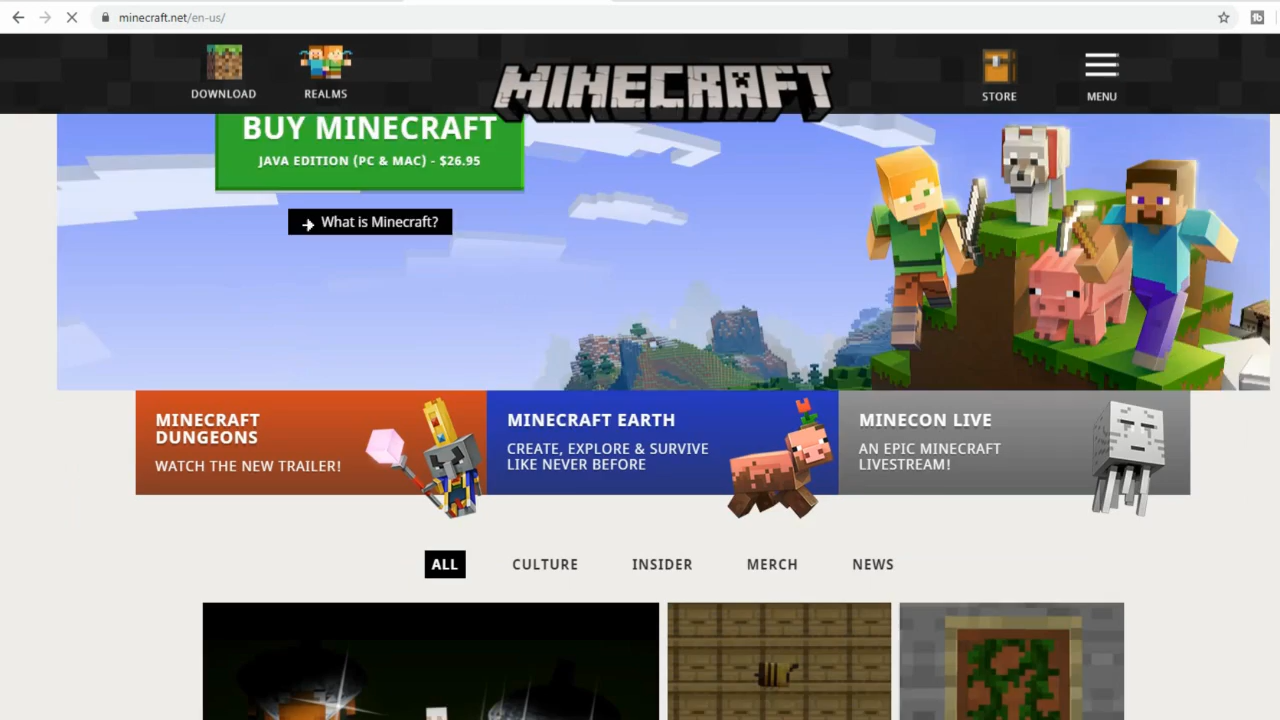 minecraft.net/en-us/
DOWNLOAD
REALMS
MINECRAFT
STORE
MENU
BUY MINECRAFT
JAVA EDITION (PC & MAC) - $26.95
What is Minecraft?
MINECRAFT
DUNGEONS
WATCH THE NEW TRAILER!
MINECRAFT EARTH
CREATE, EXPLORE & SURVIVE
LIKE NEVER BEFORE
MINECON LIVE
AN EPIC MINECRAFT
LIVESTREAM!
ALL
CULTURE
INSIDER
MERCH
NEWS